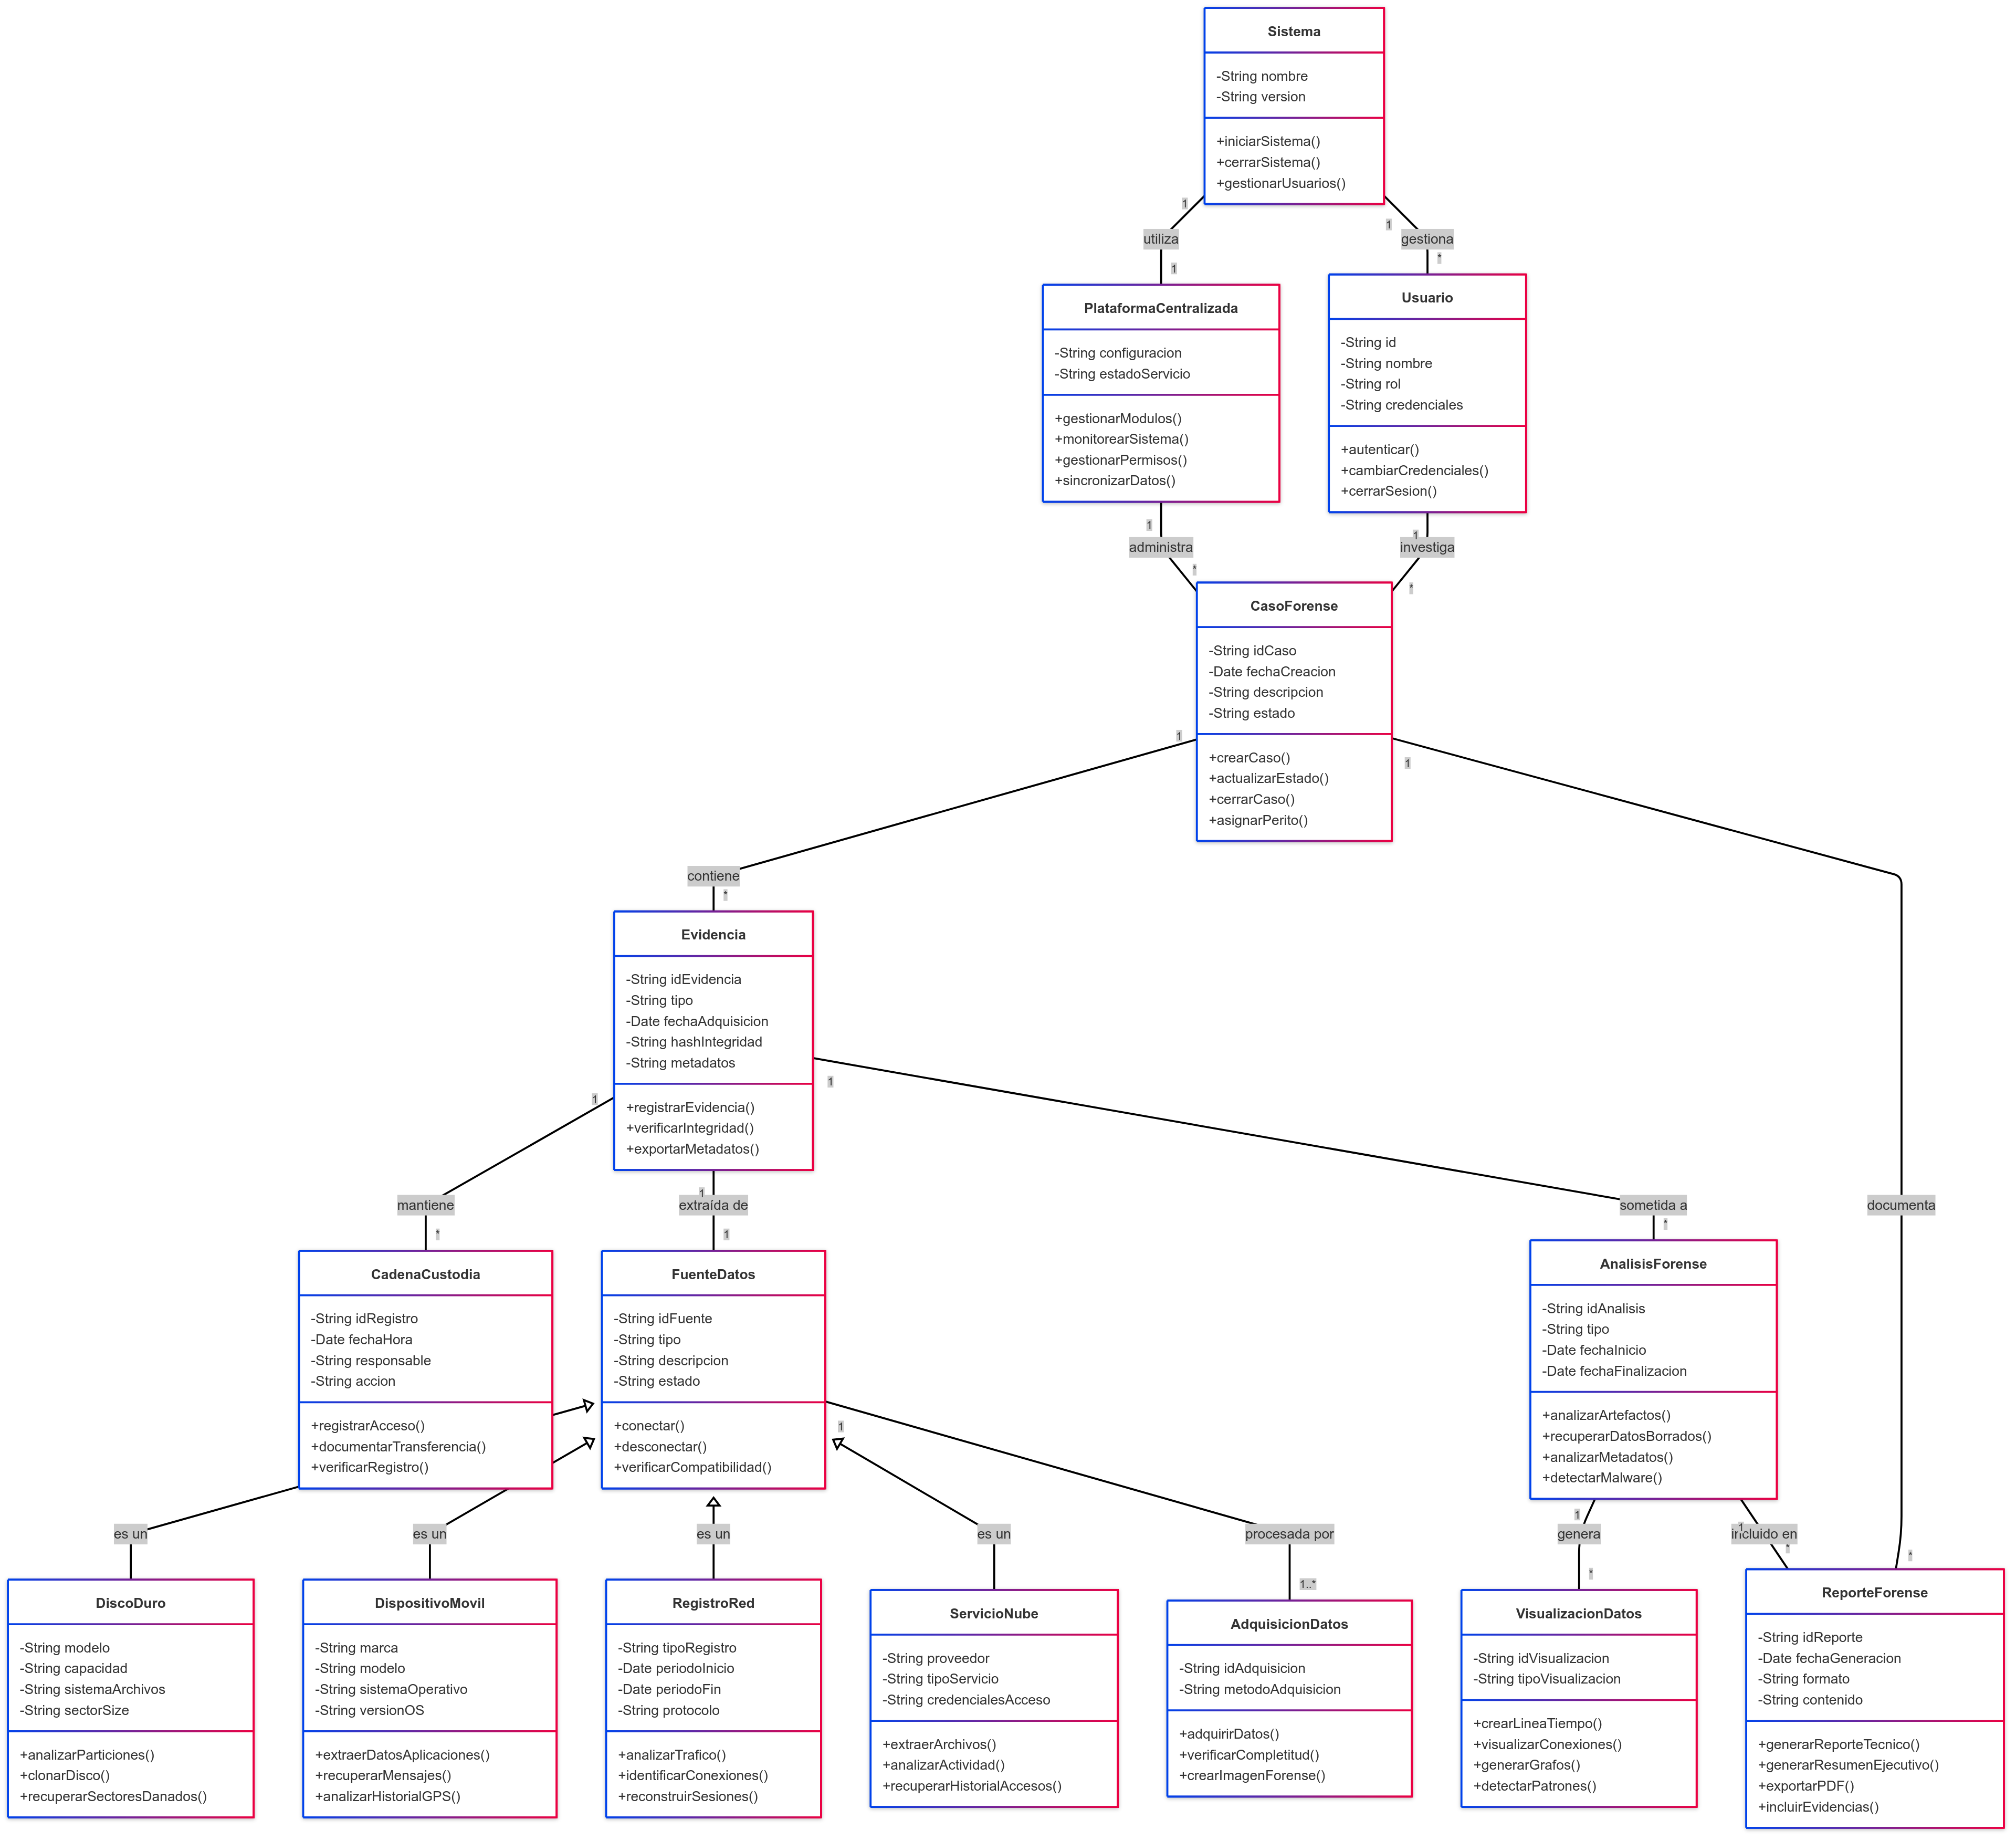 Sistema
-String nombre
-String version
+iniciarSistema()
+cerrarSistema()
+gestionarUsuarios()
1
1
utiliza
gestiona
*
1
PlataformaCentralizada
-String configuracion
-String estadoServicio
+gestionarModulos()
+monitorearSistema()
+gestionarPermisos()
+sincronizarDatos()
Usuario
-String id
-String nombre
-String rol
-String credenciales
+autenticar()
+cambiarCredenciales()
+cerrarSesion()
1
1
administra
investiga
*
*
CasoForense
-String idCaso
-Date fechaCreacion
-String descripcion
-String estado
+crearCaso()
+actualizarEstado()
+cerrarCaso()
+asignarPerito()
1
1
contiene
*
Evidencia
-String idEvidencia
-String tipo
-Date fechaAdquisicion
-String hashIntegridad
-String metadatos
+registrarEvidencia()
+verificarIntegridad()
+exportarMetadatos()
1
1
1
mantiene
extraída de
sometida a
documenta
*
1
*
CadenaCustodia
-String idRegistro
-Date fechaHora
-String responsable
-String accion
+registrarAcceso()
+documentarTransferencia()
+verificarRegistro()
FuenteDatos
-String idFuente
-String tipo
-String descripcion
-String estado
+conectar()
+desconectar()
+verificarCompatibilidad()
AnalisisForense
-String idAnalisis
-String tipo
-Date fechaInicio
-Date fechaFinalizacion
+analizarArtefactos()
+recuperarDatosBorrados()
+analizarMetadatos()
+detectarMalware()
1
1
1
es un
es un
es un
es un
procesada por
genera
incluido en
*
*
1..*
*
DiscoDuro
-String modelo
-String capacidad
-String sistemaArchivos
-String sectorSize
+analizarParticiones()
+clonarDisco()
+recuperarSectoresDanados()
DispositivoMovil
-String marca
-String modelo
-String sistemaOperativo
-String versionOS
+extraerDatosAplicaciones()
+recuperarMensajes()
+analizarHistorialGPS()
RegistroRed
-String tipoRegistro
-Date periodoInicio
-Date periodoFin
-String protocolo
+analizarTrafico()
+identificarConexiones()
+reconstruirSesiones()
ServicioNube
-String proveedor
-String tipoServicio
-String credencialesAcceso
+extraerArchivos()
+analizarActividad()
+recuperarHistorialAccesos()
AdquisicionDatos
-String idAdquisicion
-String metodoAdquisicion
+adquirirDatos()
+verificarCompletitud()
+crearImagenForense()
VisualizacionDatos
-String idVisualizacion
-String tipoVisualizacion
+crearLineaTiempo()
+visualizarConexiones()
+generarGrafos()
+detectarPatrones()
ReporteForense
-String idReporte
-Date fechaGeneracion
-String formato
-String contenido
+generarReporteTecnico()
+generarResumenEjecutivo()
+exportarPDF()
+incluirEvidencias()